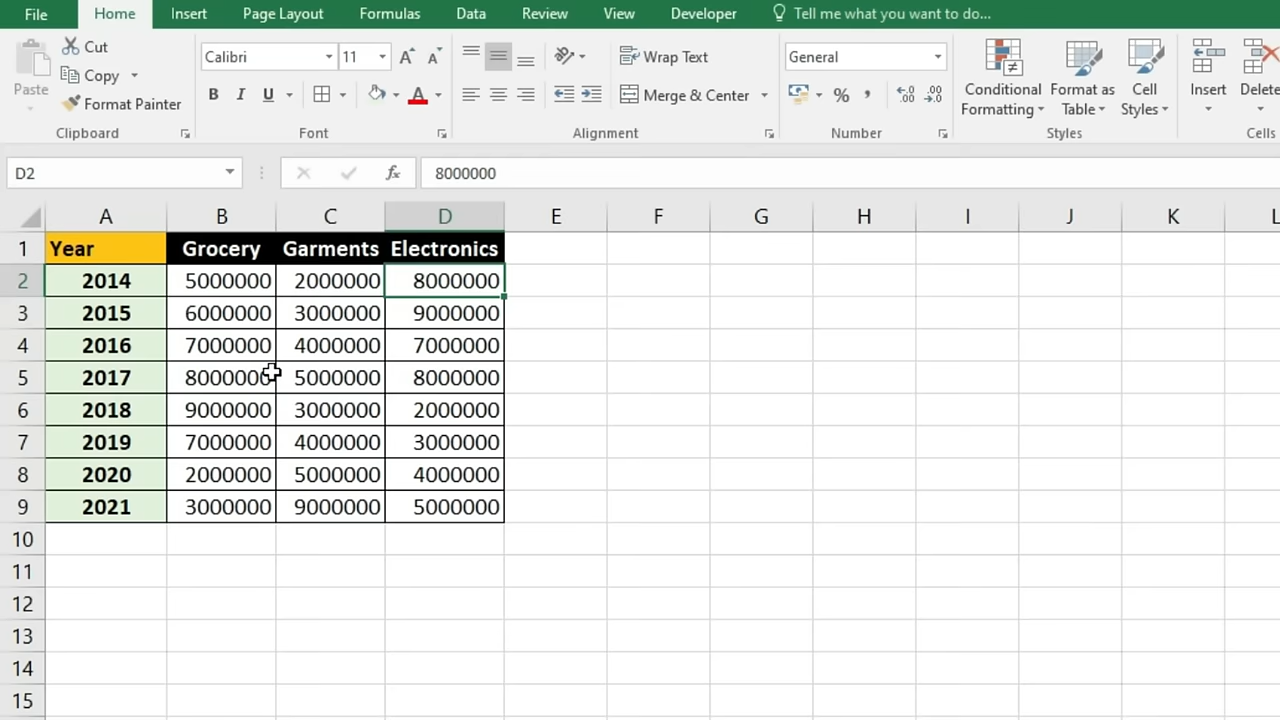 File Home Insert Page Layout Formulas Data Review View Developer Tell me what you want to do...
Paste Cut Copy Format Painter Clipboard
Calibri 11 A A B I U A Font
Wrap Text Merge & Center Alignment
General % , .00 .0 Number
Conditional Formatting Format as Table Cell Styles Styles
Insert Delete Cells
D2 fx 8000000
A B C D E F G H I J K L
1 Year Grocery Garments Electronics
2 2014 5000000 2000000 8000000
3 2015 6000000 3000000 9000000
4 2016 7000000 4000000 7000000
5 2017 8000000 5000000 8000000
6 2018 9000000 3000000 2000000
7 2019 7000000 4000000 3000000
8 2020 2000000 5000000 4000000
9 2021 3000000 9000000 5000000
10
11
12
13
14
15